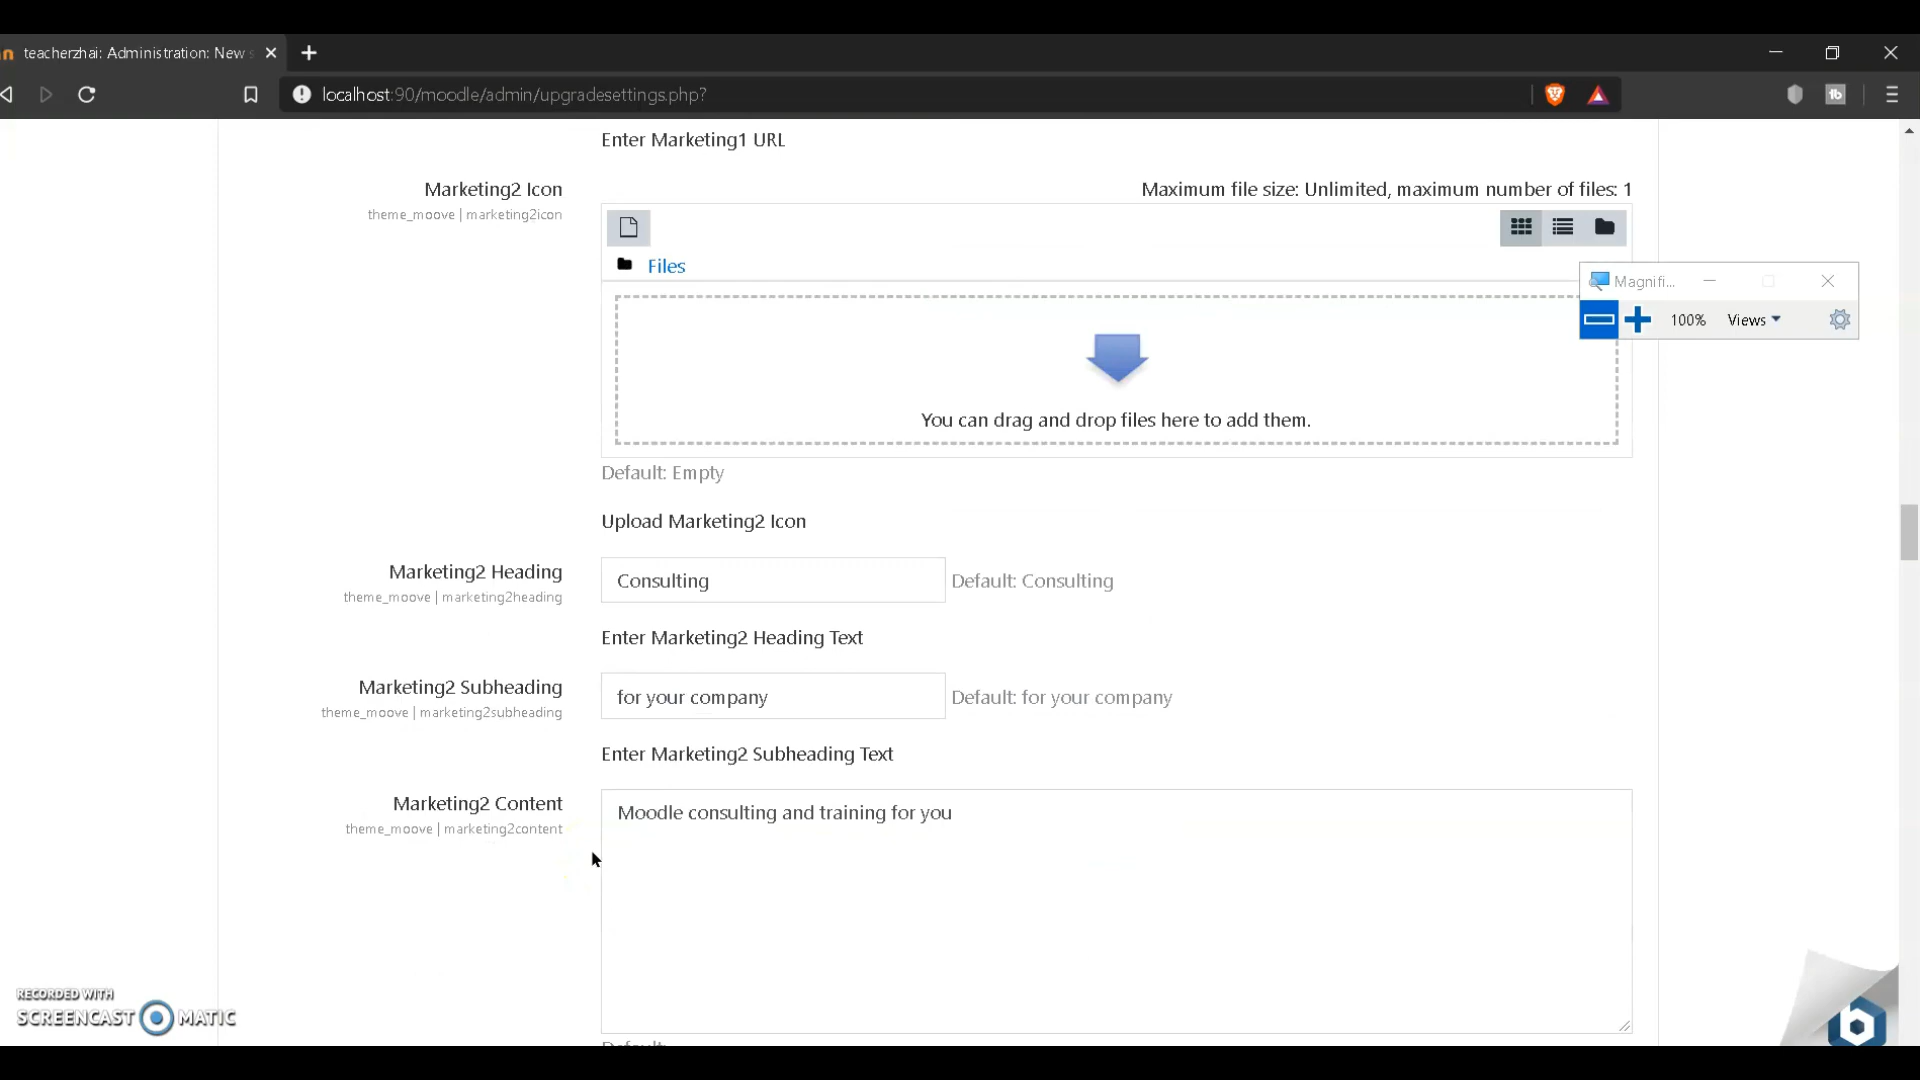 teacherzhai: Administration: New s
localhost:90/moodle/admin/upgradesettings.php?
Enter Marketing1 URL
Marketing2 Icon
Maximum file size: Unlimited, maximum number of files: 1
theme_moove | marketing2icon
Files
Magnifi...
100%
Views
You can drag and drop files here to add them.
Default: Empty
Upload Marketing2 Icon
Marketing2 Heading
Consulting
Default: Consulting
theme_moove | marketing2heading
Enter Marketing2 Heading Text
Marketing2 Subheading
for your company
Default: for your company
theme_moove | marketing2subheading
Enter Marketing2 Subheading Text
Marketing2 Content
Moodle consulting and training for you
theme_moove | marketing2content
RECORDED WITH
SCREENCAST MATIC
Default: